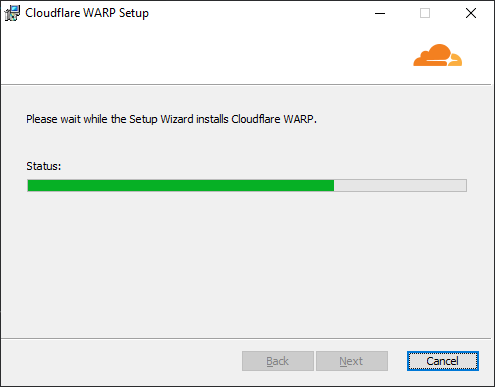 Cloudflare WARP Setup
Please wait while the Setup Wizard installs Cloudflare WARP.
Status:
Back
Next
Cancel